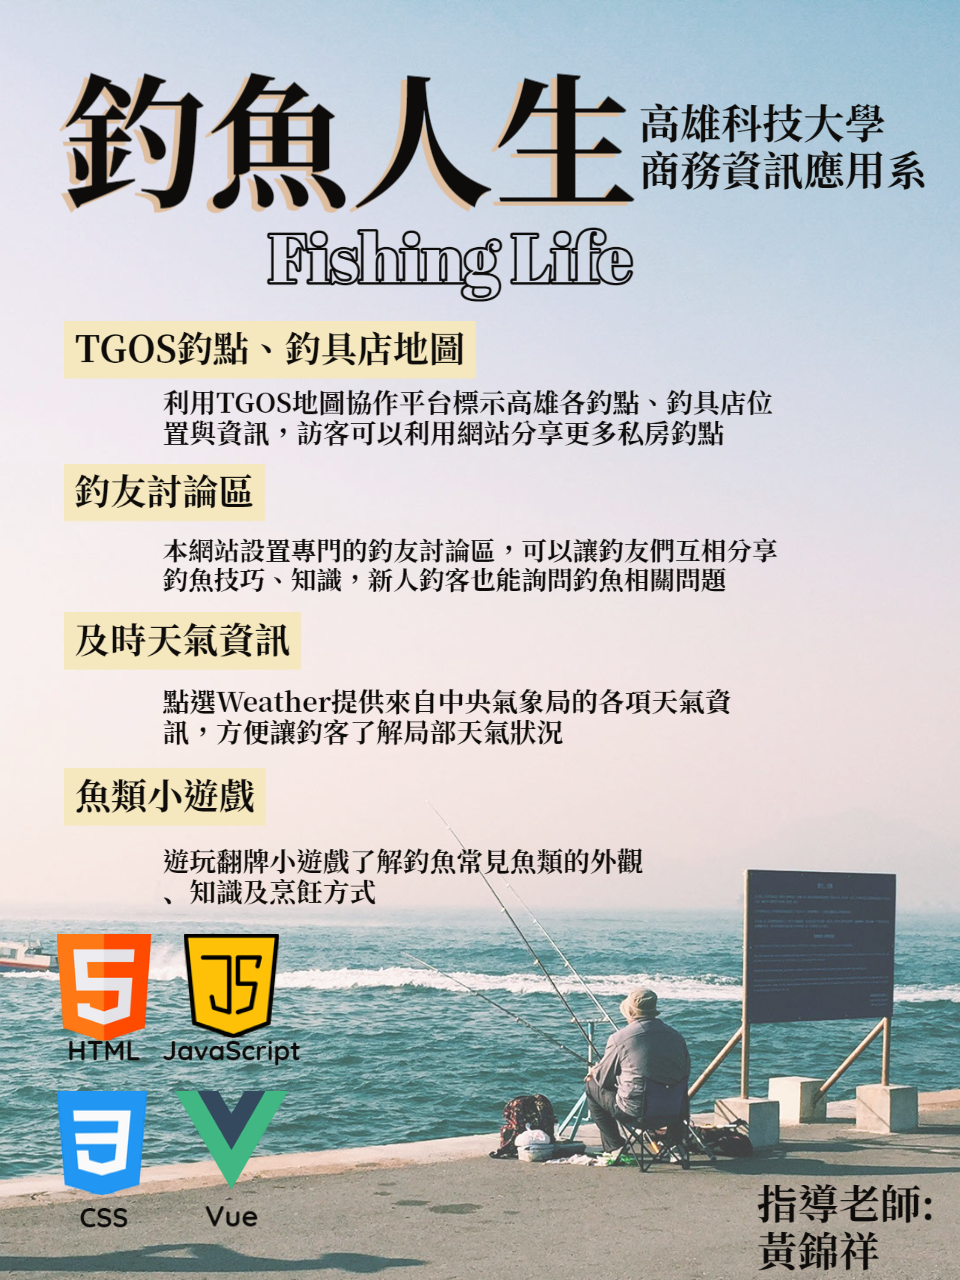 釣魚人生
高雄科技大學
商務資訊應用系
Fishing Life
TGOS釣點、釣具店地圖
利用TGOS地圖協作平台標示高雄各釣點、釣具店位
置與資訊，訪客可以利用網站分享更多私房釣點
釣友討論區
本網站設置專門的釣友討論區，可以讓釣友們互相分享
釣魚技巧、知識，新人釣客也能詢問釣魚相關問題
及時天氣資訊
點選Weather提供來自中央氣象局的各項天氣資
訊，方便讓釣客了解局部天氣狀況
魚類小遊戲
遊玩翻牌小遊戲了解釣魚常見魚類的外觀
、知識及烹飪方式
5
JS
HTML
JavaScript
3
CSS
Vue
指導老師:
黃錦祥